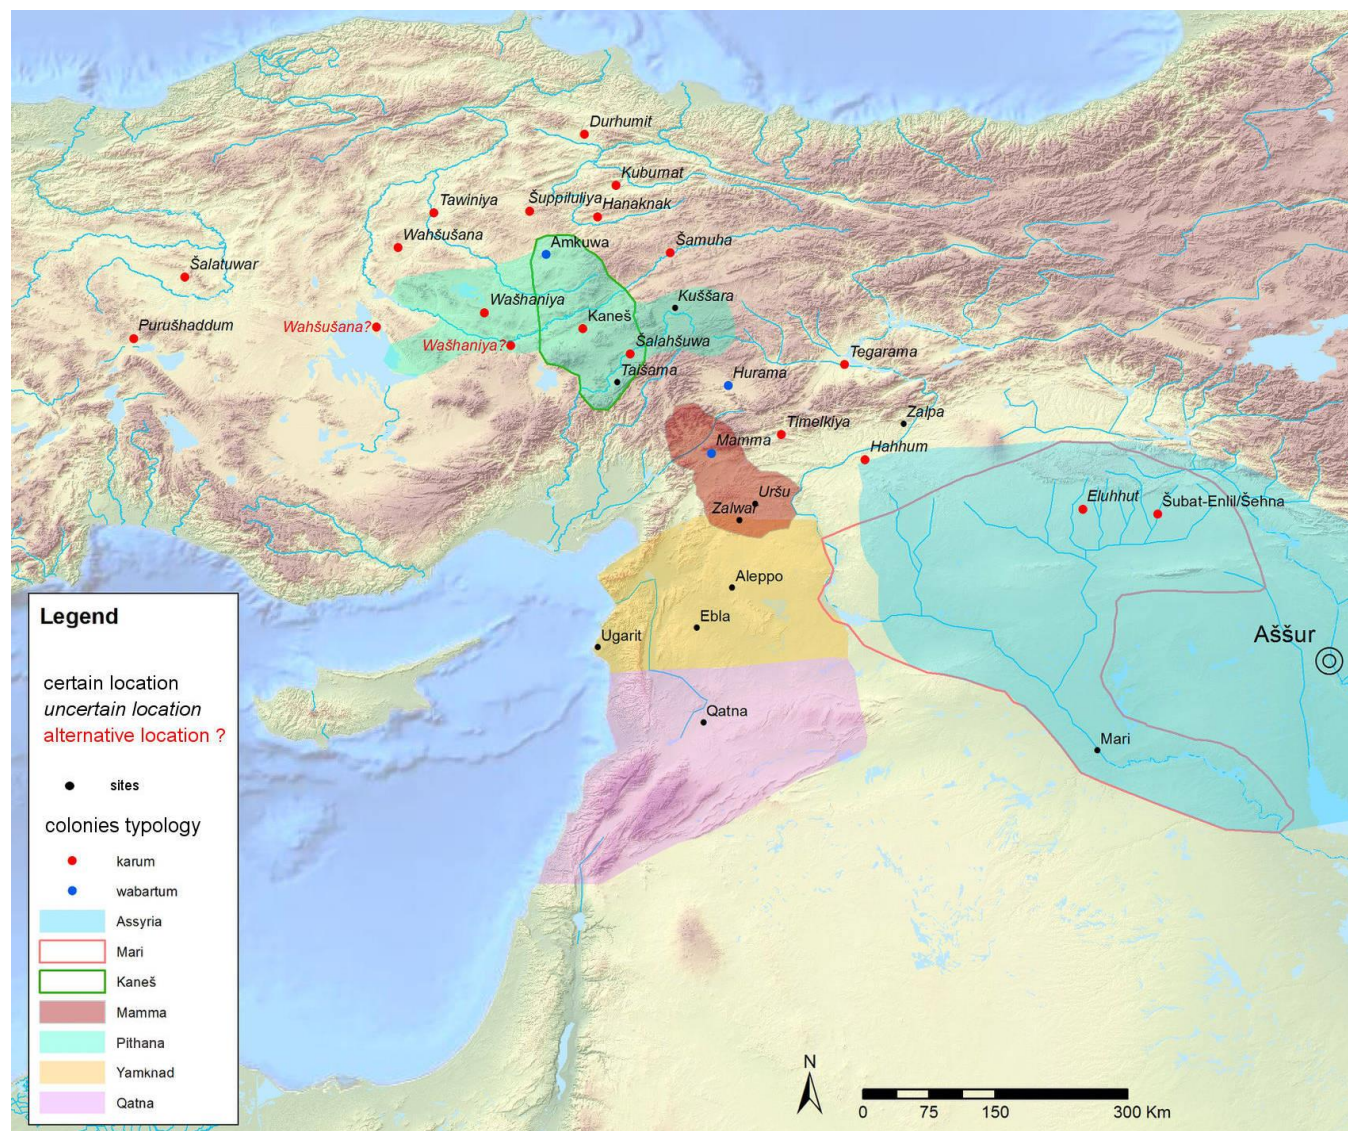 Durhumit
Kubumat
Tawiniya
Šuppiluliya
Hanaknak
Wahšušana
Amkuwa
Šamuha
Šalatuwar
Wašhaniya
Kuššara
Kaneš
Purušhaddum
Wahšušana?
Wašhaniya?
Šalahšuwa
Tegarama
Taišama
Hurama
Zalpa
Timelkiya
Mamma
Hahhum
Uršu
Zalwar
Eluhhut
Šubat-Enlil/Šehna
Aleppo
Ebla
Ugarit
Aššur
Qatna
Mari
Legend
certain location
uncertain location
alternative location ?
sites
colonies typology
karum
wabartum
Assyria
Mari
Kaneš
Mamma
Pithana
Yamknad
Qatna
N
0 75 150 300 Km